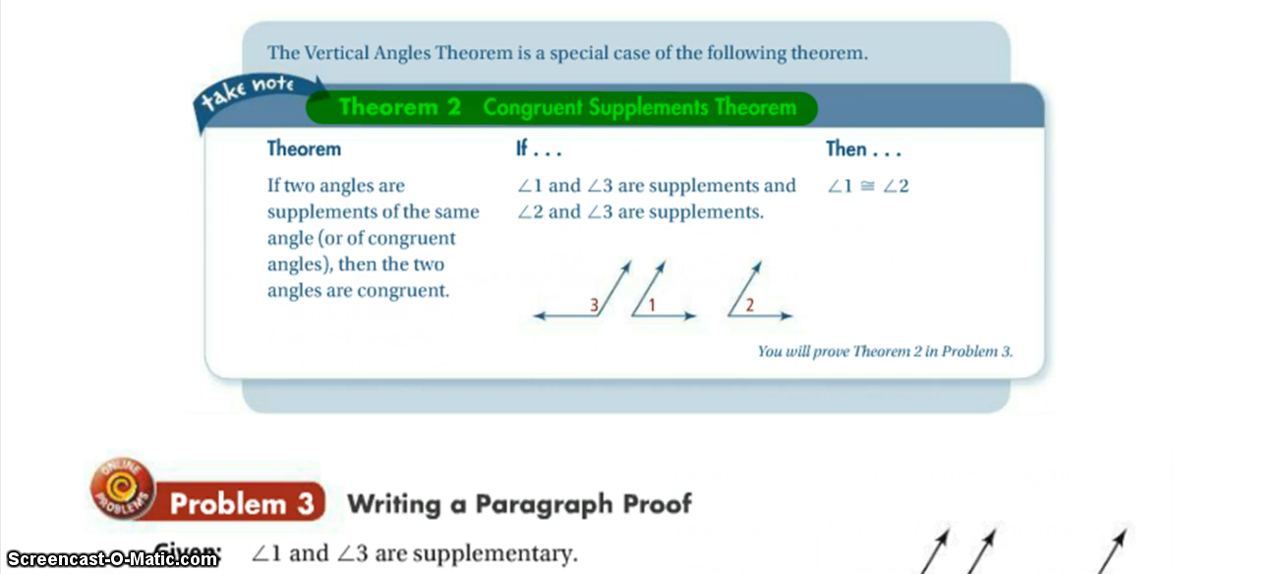 The Vertical Angles Theorem is a special case of the following theorem.
take note
Theorem 2 Congruent Supplements Theorem
Theorem
If two angles are
supplements of the same
angle (or of congruent
angles), then the two
angles are congruent.
If . . .
∠1 and ∠3 are supplements and
∠2 and ∠3 are supplements.
3
1
2
Then . . .
∠1 ≅ ∠2
You will prove Theorem 2 in Problem 3.
ONLINE
PROBLEMS
Problem 3 Writing a Paragraph Proof
Given: ∠1 and ∠3 are supplementary.
Screencast-O-Matic.com